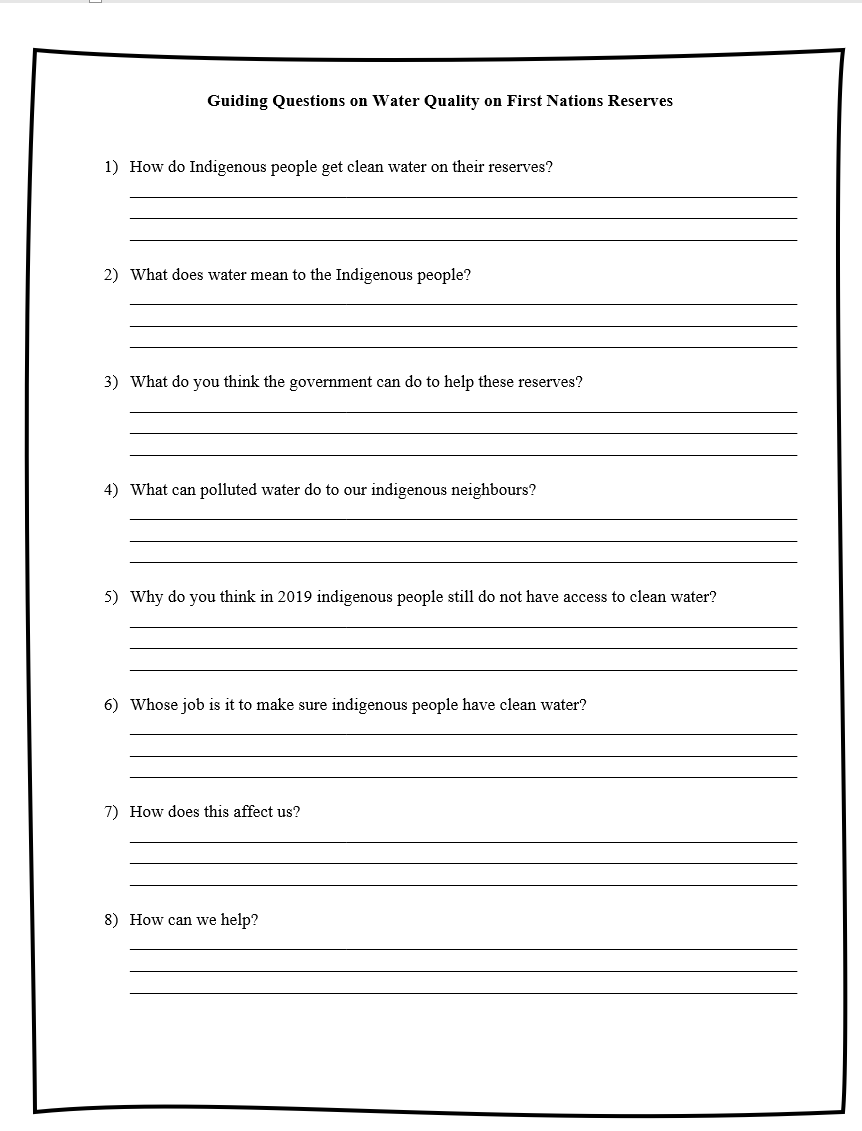 Guiding Questions on Water Quality on First Nations Reserves
1) How do Indigenous people get clean water on their reserves?
2) What does water mean to the Indigenous people?
3) What do you think the government can do to help these reserves?
4) What can polluted water do to our indigenous neighbours?
5) Why do you think in 2019 indigenous people still do not have access to clean water?
6) Whose job is it to make sure indigenous people have clean water?
7) How does this affect us?
8) How can we help?